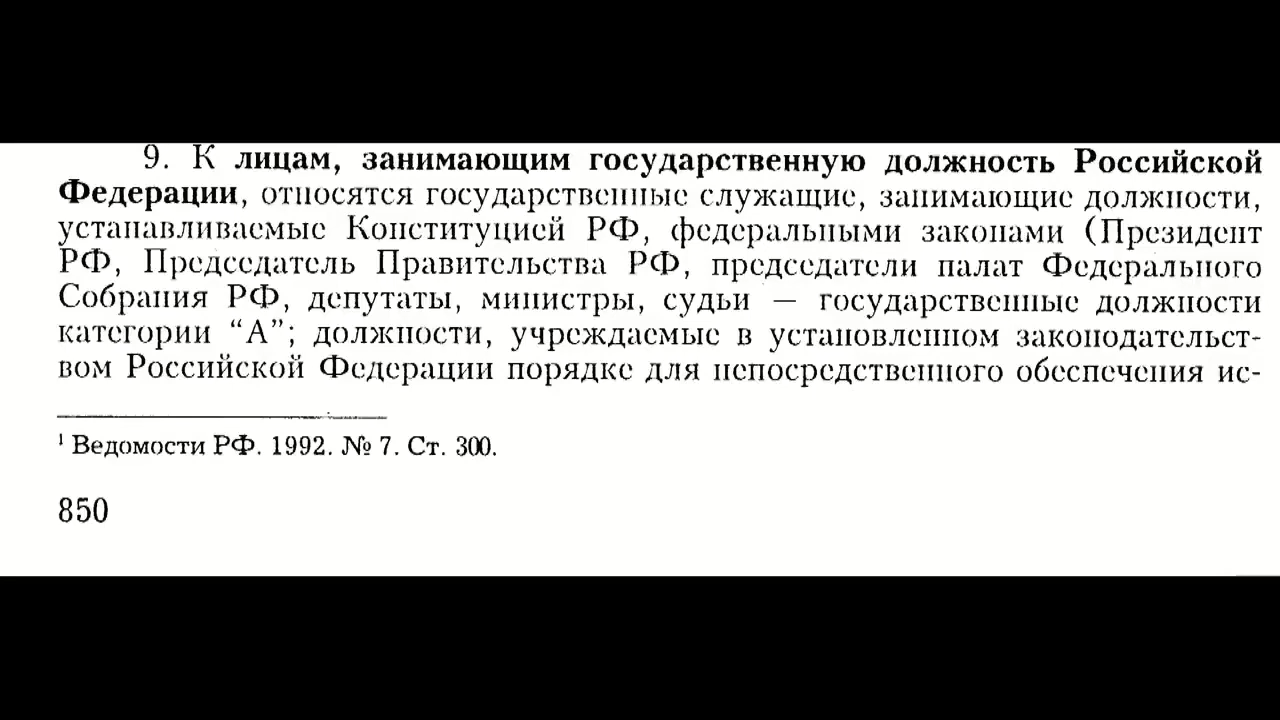 9. К лицам, занимающим государственную должность Российской
Федерации, относятся государственные служащие, занимающие должности,
устанавливаемые Конституцией РФ, федеральными законами (Президент
РФ, Председатель Правительства РФ, председатели палат Федерального
Собрания РФ, депутаты, министры, судьи — государственные должности
категории “А”; должности, учреждаемые в установленном законодательст-
вом Российской Федерации порядке для непосредственного обеспечения ис-
¹ Ведомости РФ. 1992. № 7. Ст. 300.
850